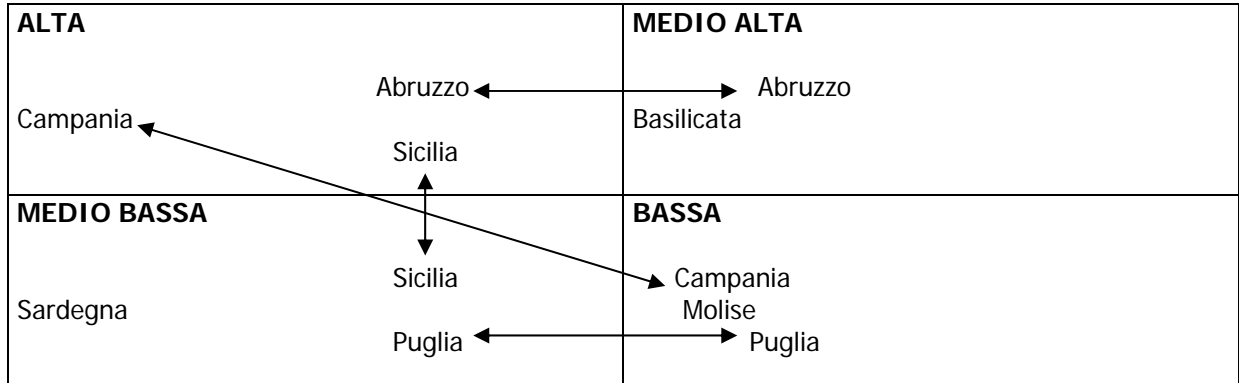 ALTA
Abruzzo
Campania
Sicilia
MEDIO ALTA
Abruzzo
Basilicata
MEDIO BASSA
Sicilia
Sardegna
Puglia
BASSA
Campania
Molise
Puglia